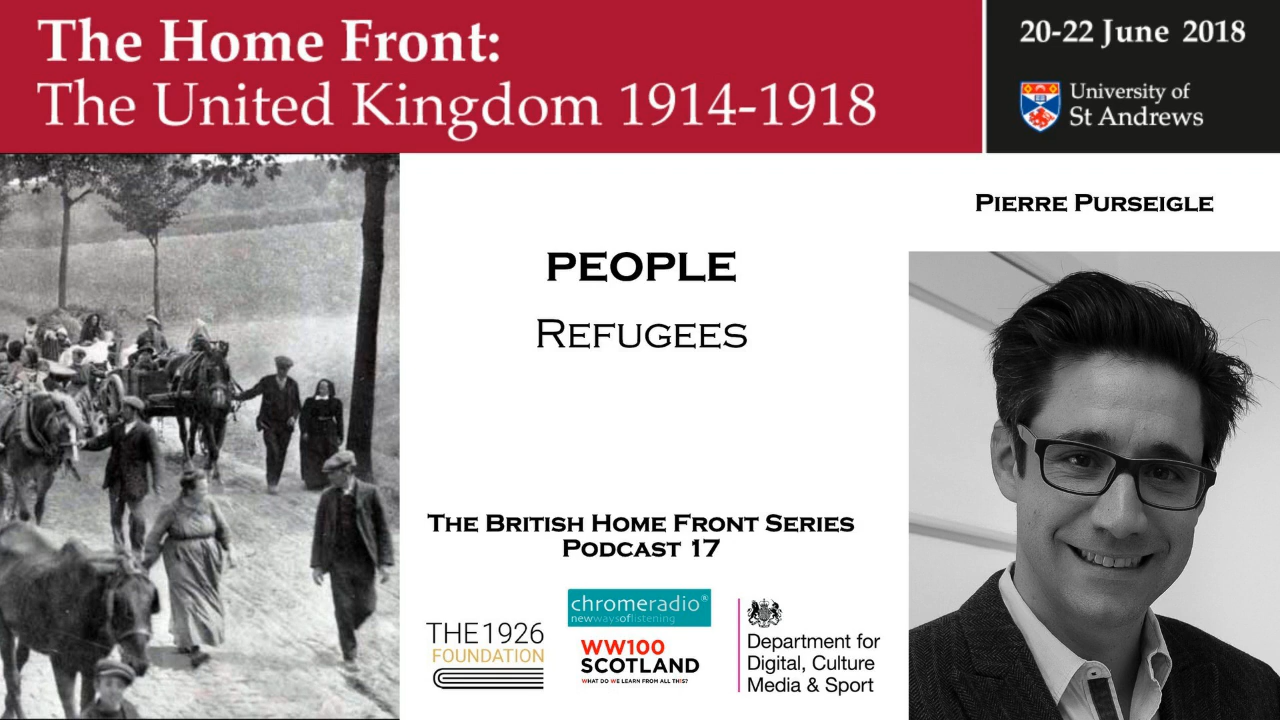 The Home Front:
The United Kingdom 1914-1918
20-22 June 2018
University of
St Andrews
PIERRE PURSEIGLE
PEOPLE
REFUGEES
THE BRITISH HOME FRONT SERIES
PODCAST 17
chromeradio®
newwaysoflistening
THE 1926
FOUNDATION
WW100
SCOTLAND
WHAT DO WE LEARN FROM ALL THIS?
Department for
Digital, Culture
Media & Sport